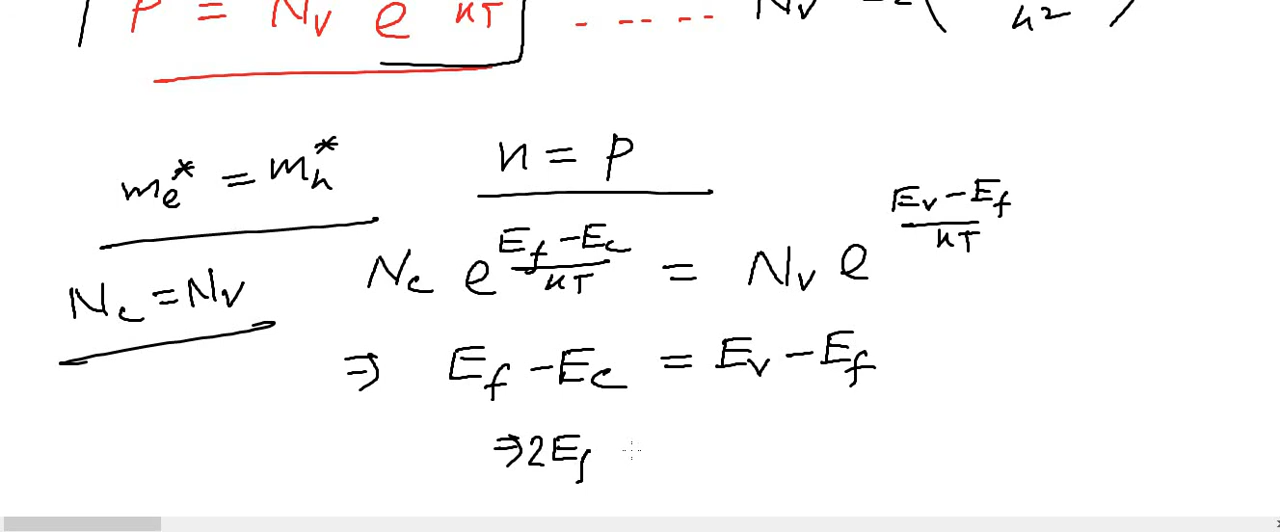 P = Nv e kT ------ Nv = 2( h² )
me* = mh* n = P
Nc e^((Ef - Ec)/kT) = Nv e^((Ev - Ef)/kT)
Nc = Nv
⇒ Ef - Ec = Ev - Ef
⇒ 2Ef